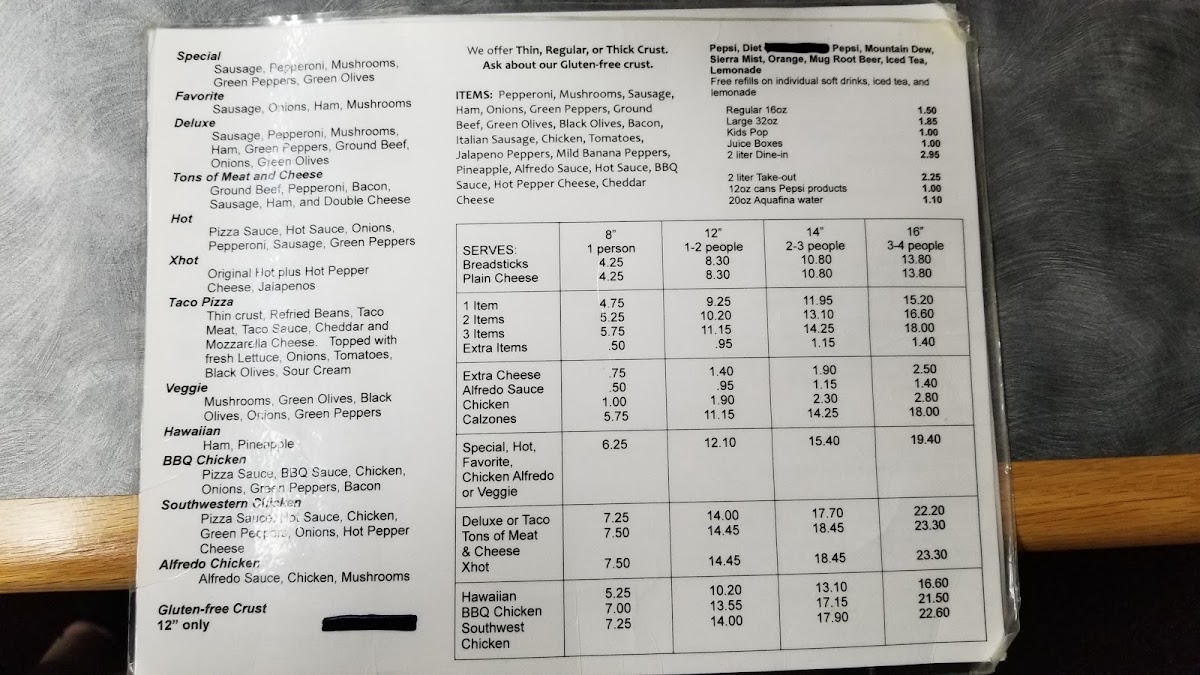 Special
Sausage, Pepperoni, Mushrooms,
Green Peppers, Green Olives
Favorite
Sausage, Onions, Ham, Mushrooms
Deluxe
Sausage, Pepperoni, Mushrooms,
Ham, Green Peppers, Ground Beef,
Onions, Green Olives
Tons of Meat and Cheese
Ground Beef, Pepperoni, Bacon,
Sausage, Ham, and Double Cheese
Hot
Pizza Sauce, Hot Sauce, Onions,
Pepperoni, Sausage, Green Peppers
Xhot
Original Hot plus Hot Pepper
Cheese, Jalapenos
Taco Pizza
Thin crust, Refried Beans, Taco
Meat, Taco Sauce, Cheddar and
Mozzarella Cheese. Topped with
fresh Lettuce, Onions, Tomatoes,
Black Olives, Sour Cream
Veggie
Mushrooms, Green Olives, Black
Olives, Onions, Green Peppers
Hawaiian
Ham, Pineapple
BBQ Chicken
Pizza Sauce, BBQ Sauce, Chicken,
Onions, Green Peppers, Bacon
Southwestern Chicken
Pizza Sauce, Hot Sauce, Chicken,
Green Peppers, Onions, Hot Pepper
Cheese
Alfredo Chicken
Alfredo Sauce, Chicken, Mushrooms
Gluten-free Crust
12" only
We offer Thin, Regular, or Thick Crust.
Ask about our Gluten-free crust.
ITEMS: Pepperoni, Mushrooms, Sausage,
Ham, Onions, Green Peppers, Ground
Beef, Green Olives, Black Olives, Bacon,
Italian Sausage, Chicken, Tomatoes,
Jalapeno Peppers, Mild Banana Peppers,
Pineapple, Alfredo Sauce, Hot Sauce, BBQ
Sauce, Hot Pepper Cheese, Cheddar
Cheese
Pepsi, Diet Pepsi, Mountain Dew,
Sierra Mist, Orange, Mug Root Beer, Iced Tea,
Lemonade
Free refills on individual soft drinks, iced tea, and
lemonade
Regular 16oz 1.50
Large 32oz 1.85
Kids Pop 1.00
Juice Boxes 1.00
2 liter Dine-in 2.95
2 liter Take-out 2.25
12oz cans Pepsi products 1.00
20oz Aquafina water 1.10
8" 12" 14" 16"
SERVES: 1 person 1-2 people 2-3 people 3-4 people
Breadsticks 4.25 8.30 10.80 13.80
Plain Cheese 4.25 8.30 10.80 13.80
1 Item 4.75 9.25 11.95 15.20
2 Items 5.25 10.20 13.10 16.60
3 Items 5.75 11.15 14.25 18.00
Extra Items .50 .95 1.15 1.40
Extra Cheese .75 1.40 1.90 2.50
Alfredo Sauce .50 .95 1.15 1.40
Chicken 1.00 1.90 2.30 2.80
Calzones 5.75 11.15 14.25 18.00
Special, Hot, 6.25 12.10 15.40 19.40
Favorite,
Chicken Alfredo
or Veggie
Deluxe or Taco 7.25 14.00 17.70 22.20
Tons of Meat 7.50 14.45 18.45 23.30
& Cheese
Xhot 7.50 14.45 18.45 23.30
Hawaiian 5.25 10.20 13.10 16.60
BBQ Chicken 7.00 13.55 17.15 21.50
Southwest 7.25 14.00 17.90 22.60
Chicken